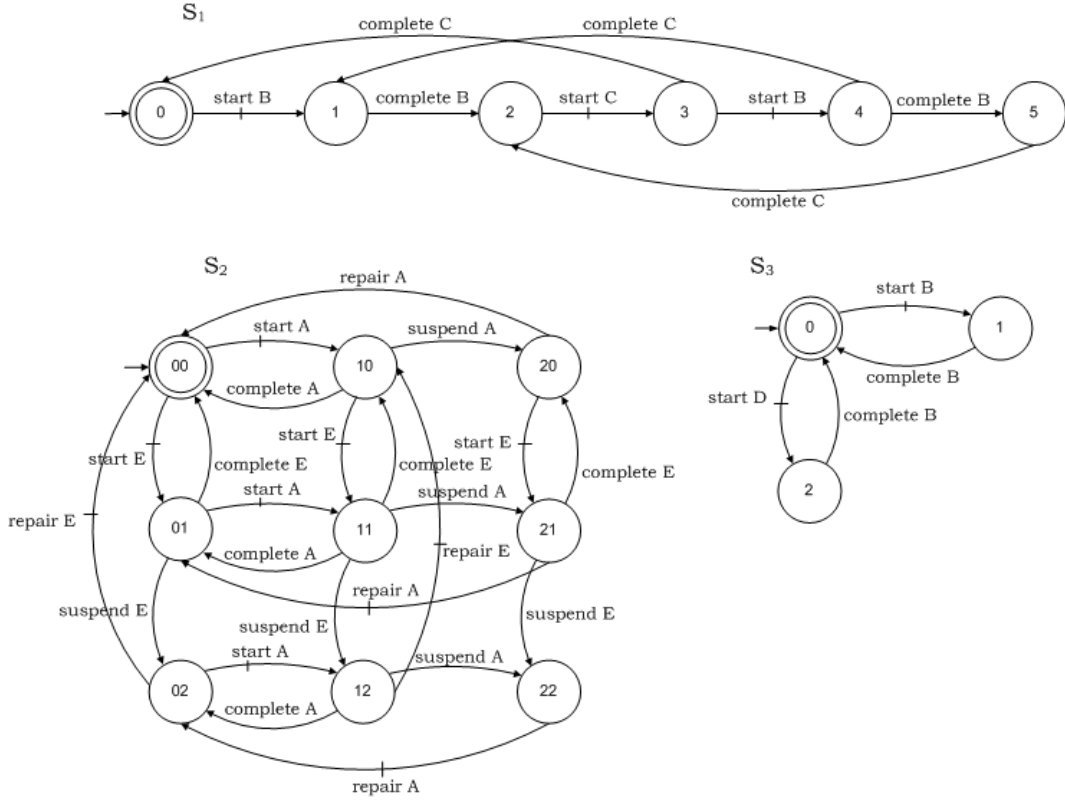 S1
complete C
complete C
0
start B
1
complete B
2
start C
3
start B
4
complete B
5
complete C
S2
repair A
00
start A
complete A
10
suspend A
20
start E
complete E
start E
complete E
start E
complete E
01
start A
complete A
11
suspend A
21
repair E
repair E
repair A
suspend E
suspend E
suspend E
02
start A
complete A
12
suspend A
22
repair A
S3
0
start B
1
complete B
start D
complete B
2